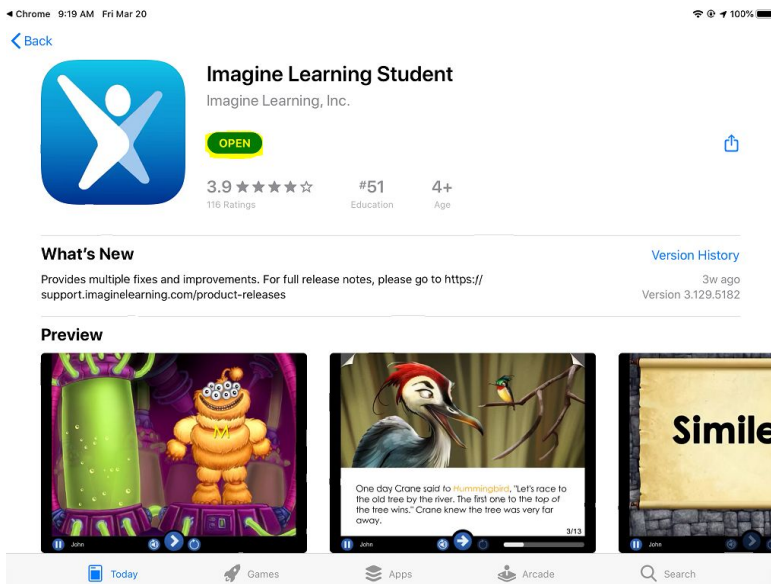 Chrome 9:19 AM Fri Mar 20 100%
Back
Imagine Learning Student
Imagine Learning, Inc.
OPEN
3.9 #51 4+
116 Ratings Education Age
What's New Version History
Provides multiple fixes and improvements. For full release notes, please go to https:// 3w ago
support.imaginelearning.com/product-releases Version 3.129.5182
Preview
M
One day Crane said to Hummingbird, "Let's race to
the old tree by the river. The first one to the top of
the tree wins." Crane knew the tree was very far
away.
3/13
Simile
John John John
Today Games Apps Arcade Search